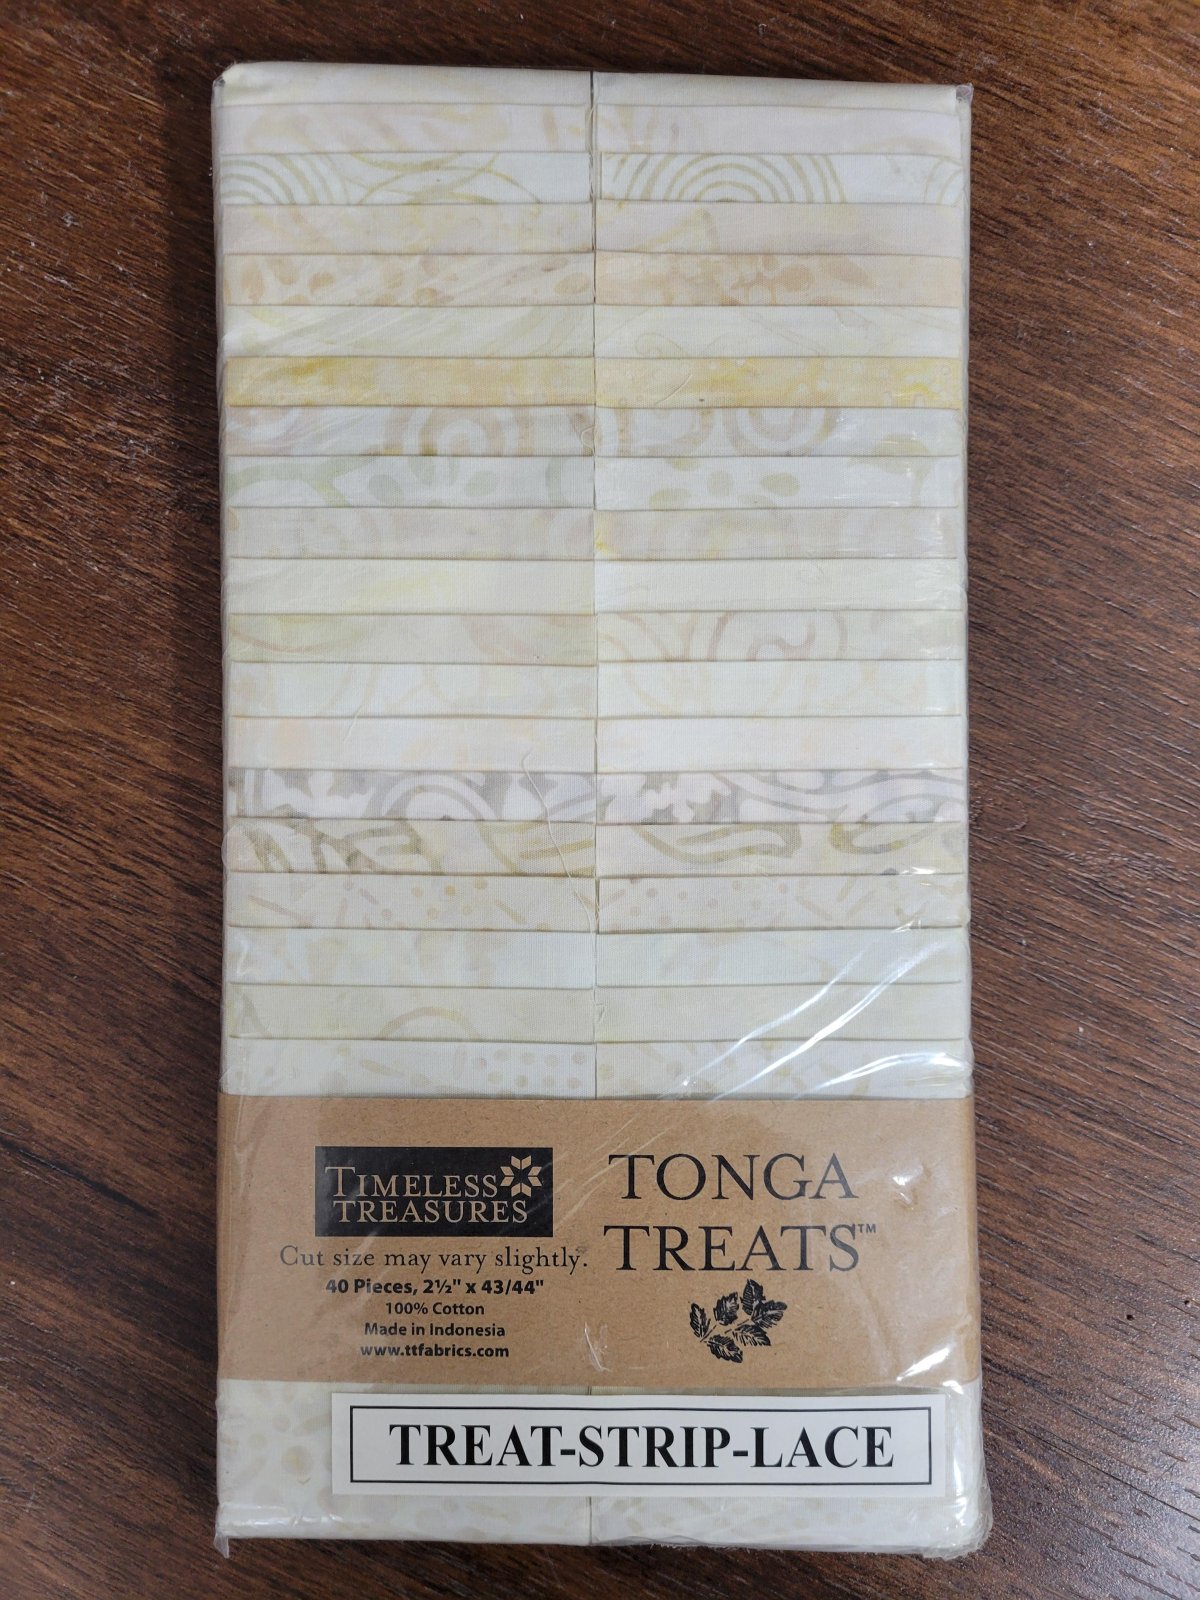 TIMELESS
TREASURES
Cut size may vary slightly.
40 Pieces, 2½" x 43/44"
100% Cotton
Made in Indonesia
www.ttfabrics.com
TONGA
TREATS™
TREAT-STRIP-LACE